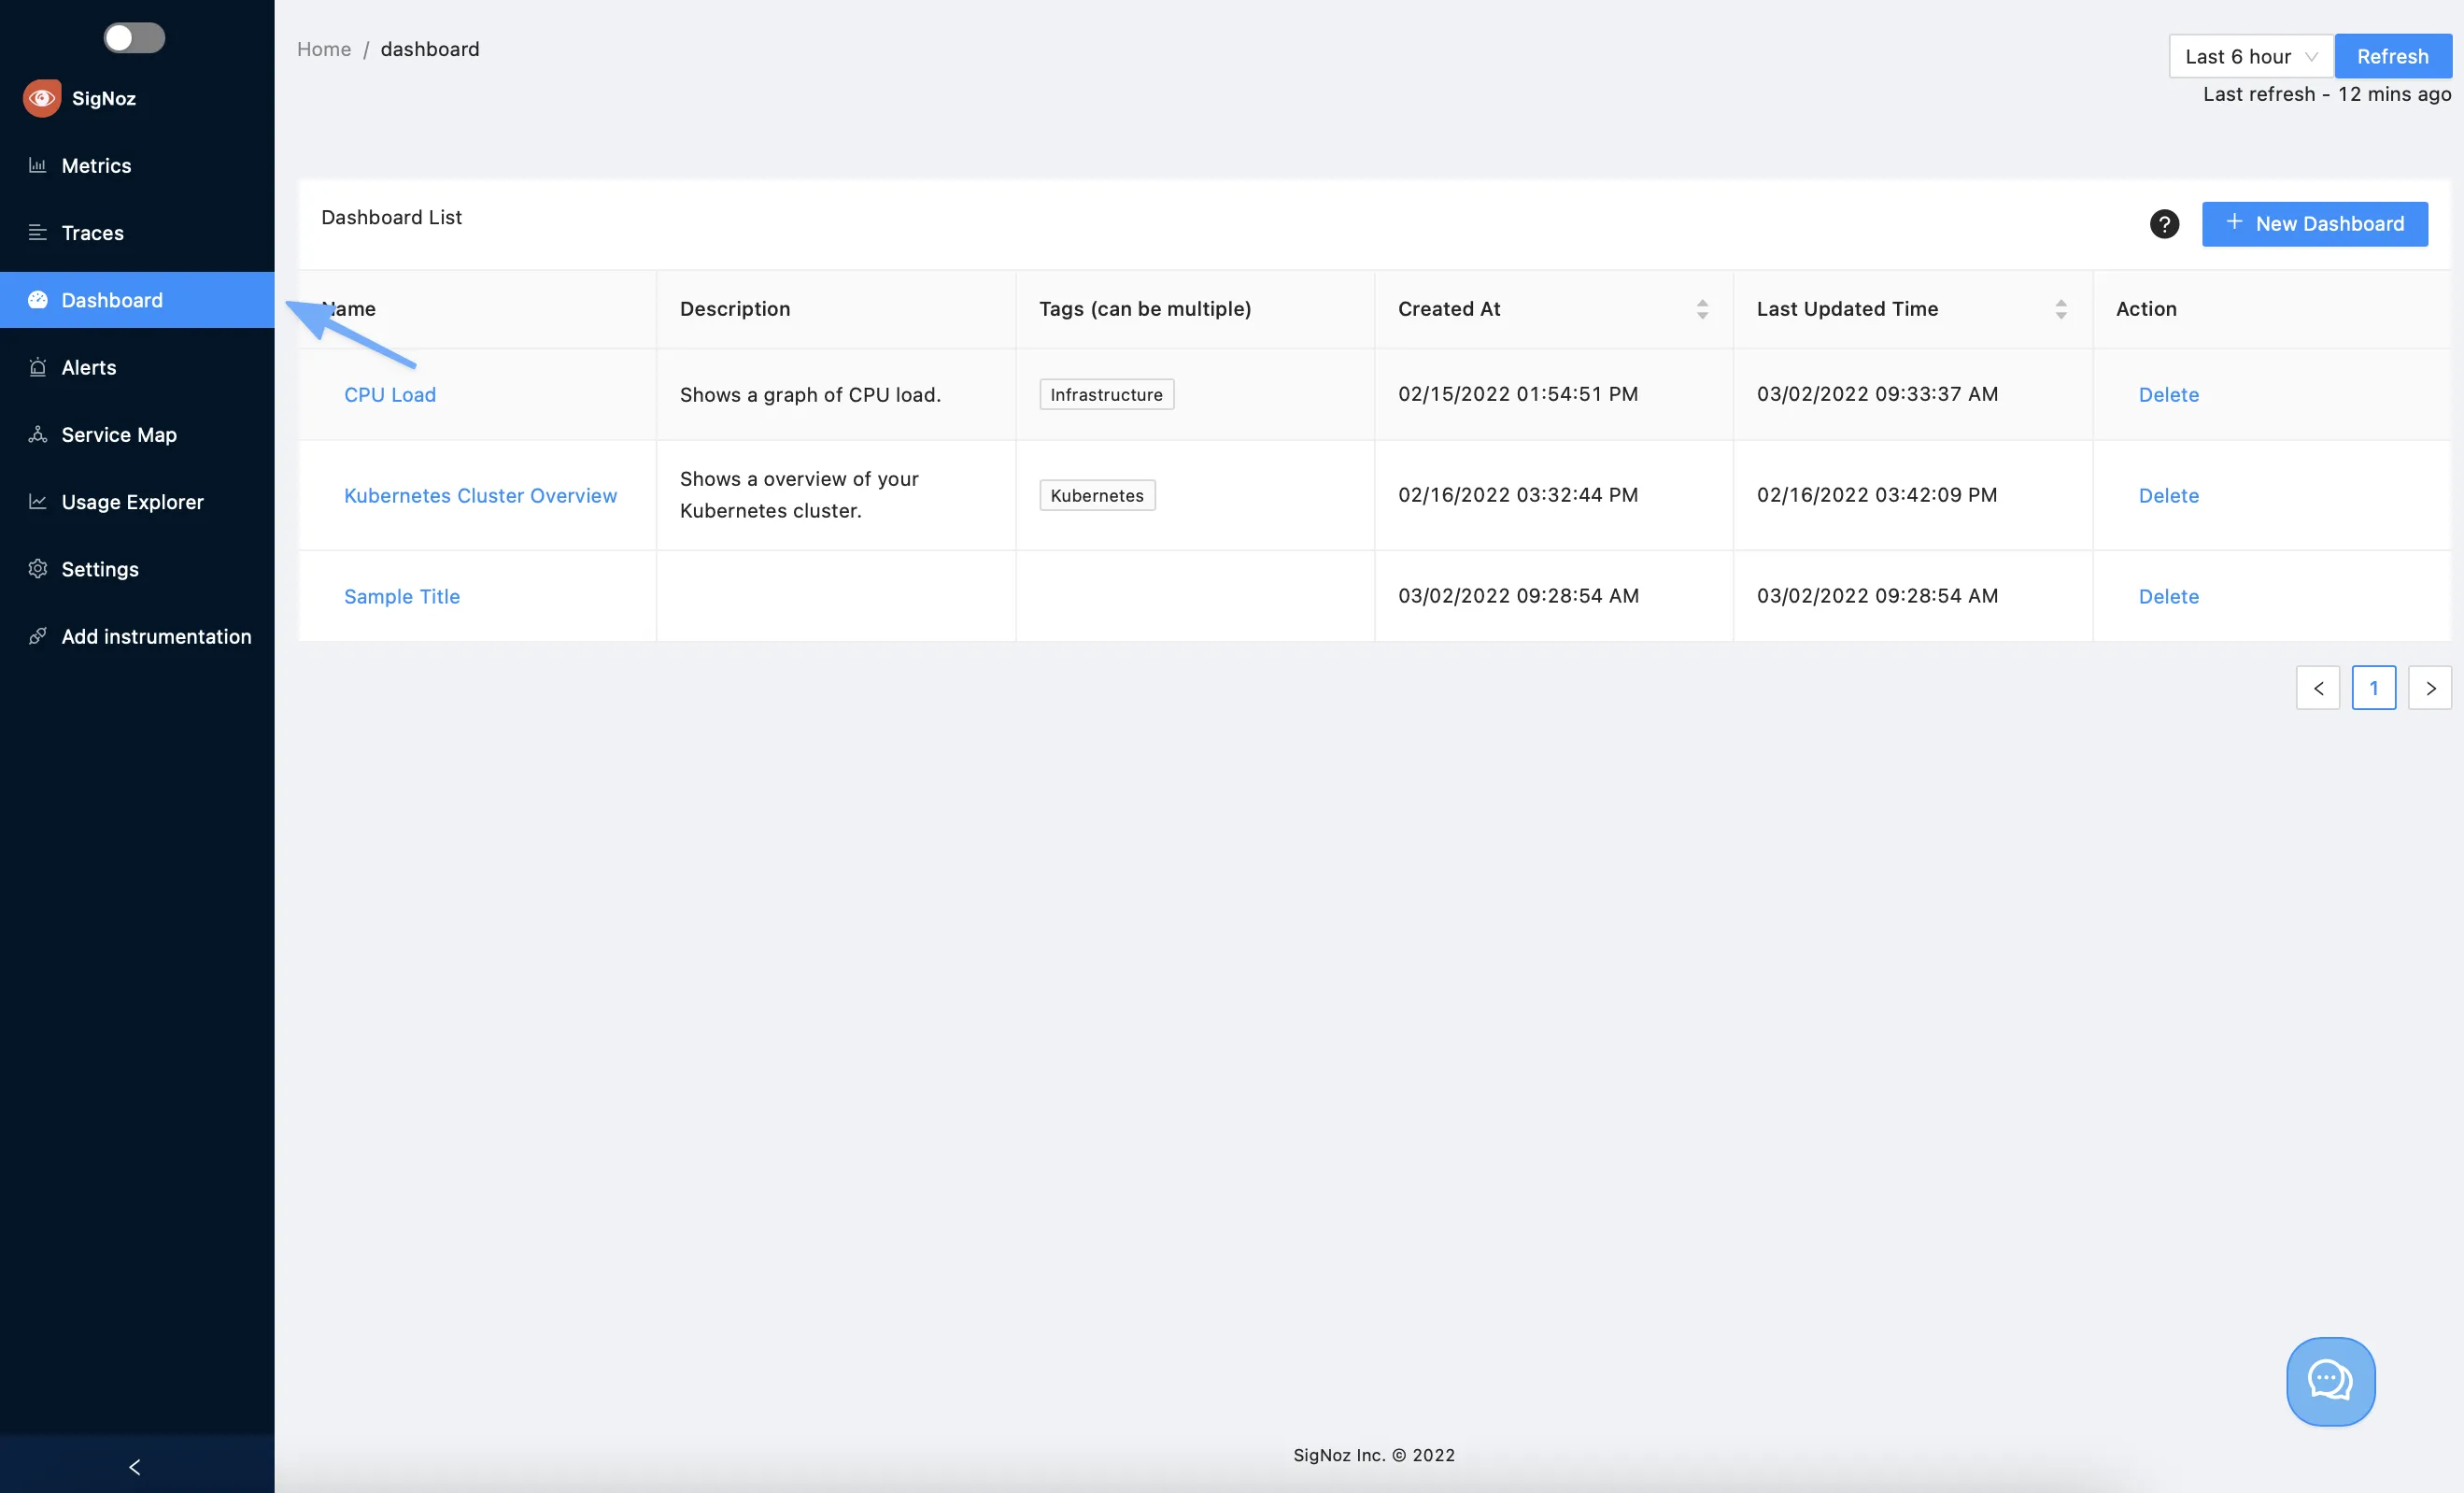 SigNoz
Metrics
Traces
Dashboard
Alerts
Service Map
Usage Explorer
Settings
Add instrumentation
Home / dashboard
Last 6 hour
Refresh
Last refresh - 12 mins ago
Dashboard List
? + New Dashboard
Name Description Tags (can be multiple) Created At Last Updated Time Action
CPU Load Shows a graph of CPU load. Infrastructure 02/15/2022 01:54:51 PM 03/02/2022 09:33:37 AM Delete
Kubernetes Cluster Overview Shows a overview of your
Kubernetes cluster. Kubernetes 02/16/2022 03:32:44 PM 02/16/2022 03:42:09 PM Delete
Sample Title 03/02/2022 09:28:54 AM 03/02/2022 09:28:54 AM Delete
< 1 >
SigNoz Inc. © 2022